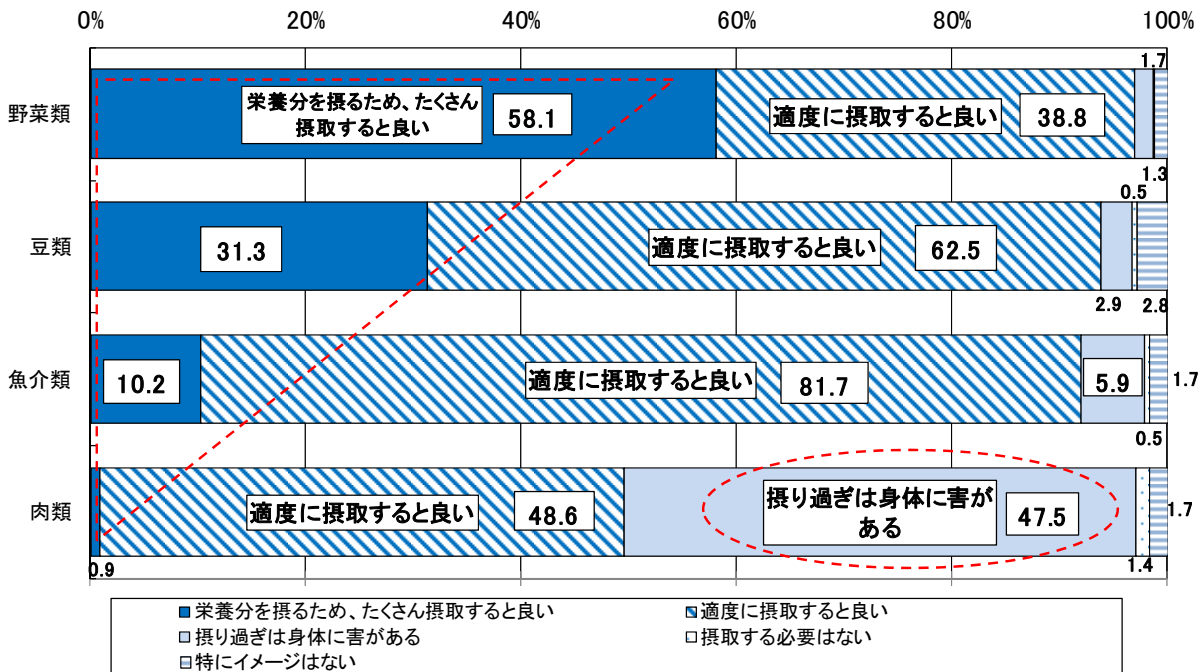 0% 20% 40% 60% 80% 100%
1.7
野菜類 栄養分を摂るため、たくさん 58.1 適度に摂取すると良い 38.8
摂取すると良い
1.3
0.5
豆類 31.3 適度に摂取すると良い 62.5
2.9 2.8
魚介類 10.2 適度に摂取すると良い 81.7 5.9 1.7
0.5
肉類 適度に摂取すると良い 48.6 摂り過ぎは身体に害が 47.5 1.7
ある
0.9 1.4
栄養分を摂るため、たくさん摂取すると良い 適度に摂取すると良い
摂り過ぎは身体に害がある 摂取する必要はない
特にイメージはない